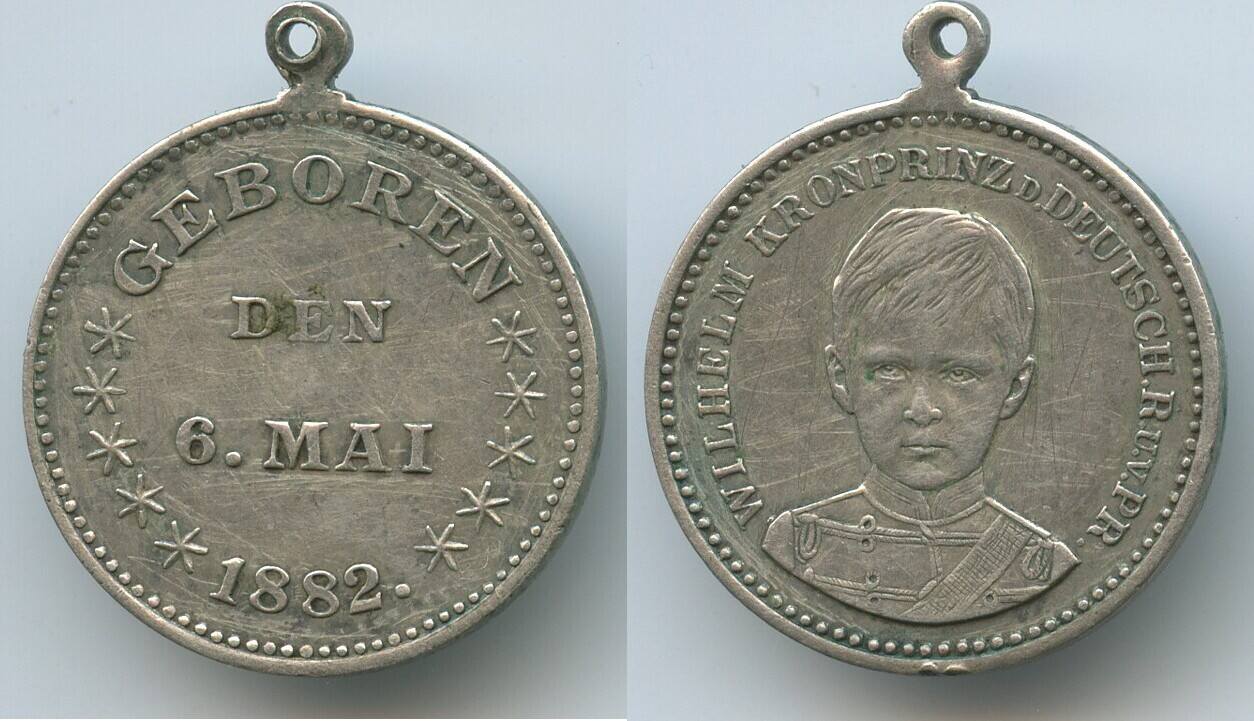 GEBOREN
DEN
6. MAI
1882.
WILHELM KRONPRINZ D. DEUTSCH. R. U. V. PR.